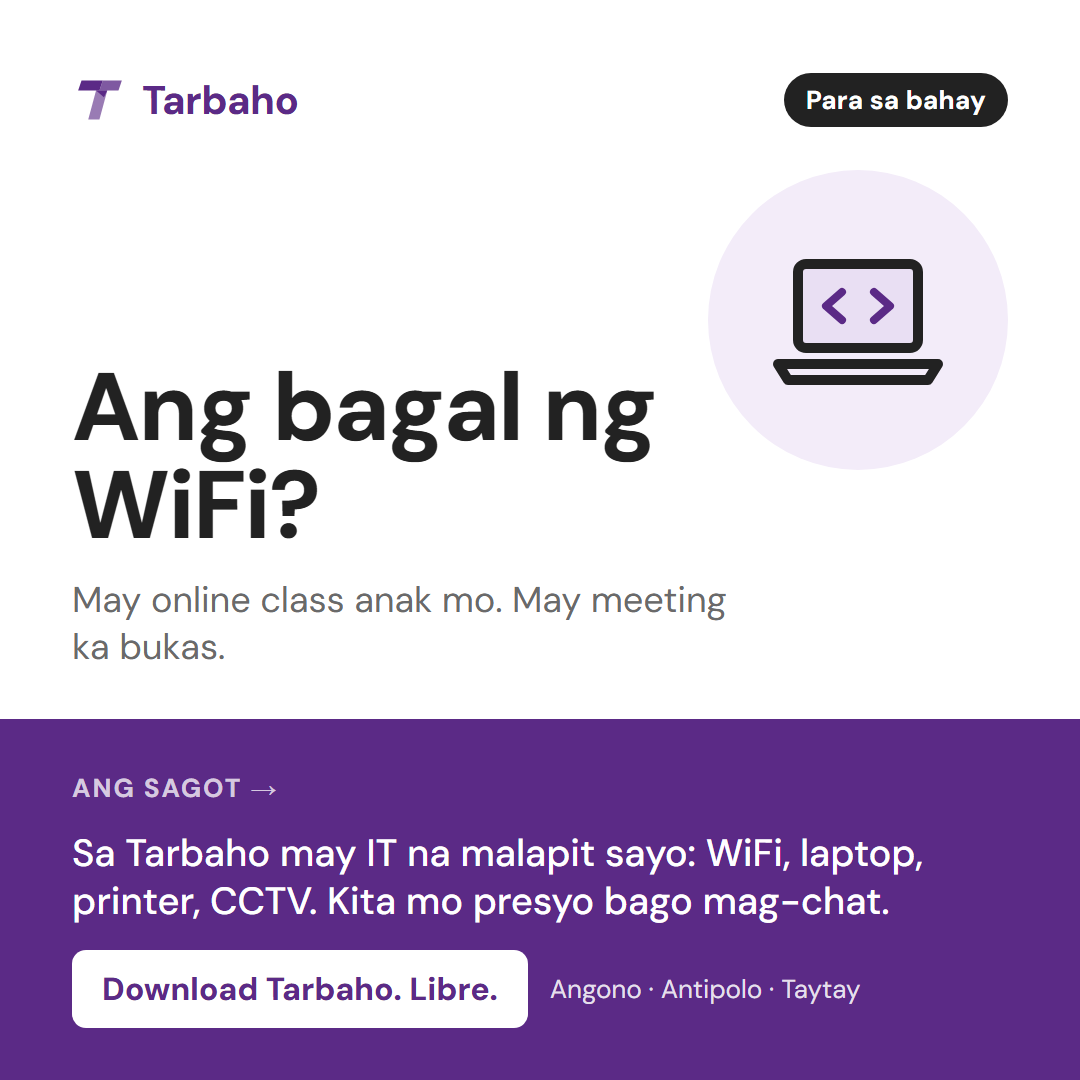 Tarbaho
Para sa bahay
Ang bagal ng
WiFi?
May online class anak mo. May meeting
ka bukas.
ANG SAGOT →
Sa Tarbaho may IT na malapit sayo: WiFi, laptop,
printer, CCTV. Kita mo presyo bago mag-chat.
Download Tarbaho. Libre.
Angono · Antipolo · Taytay